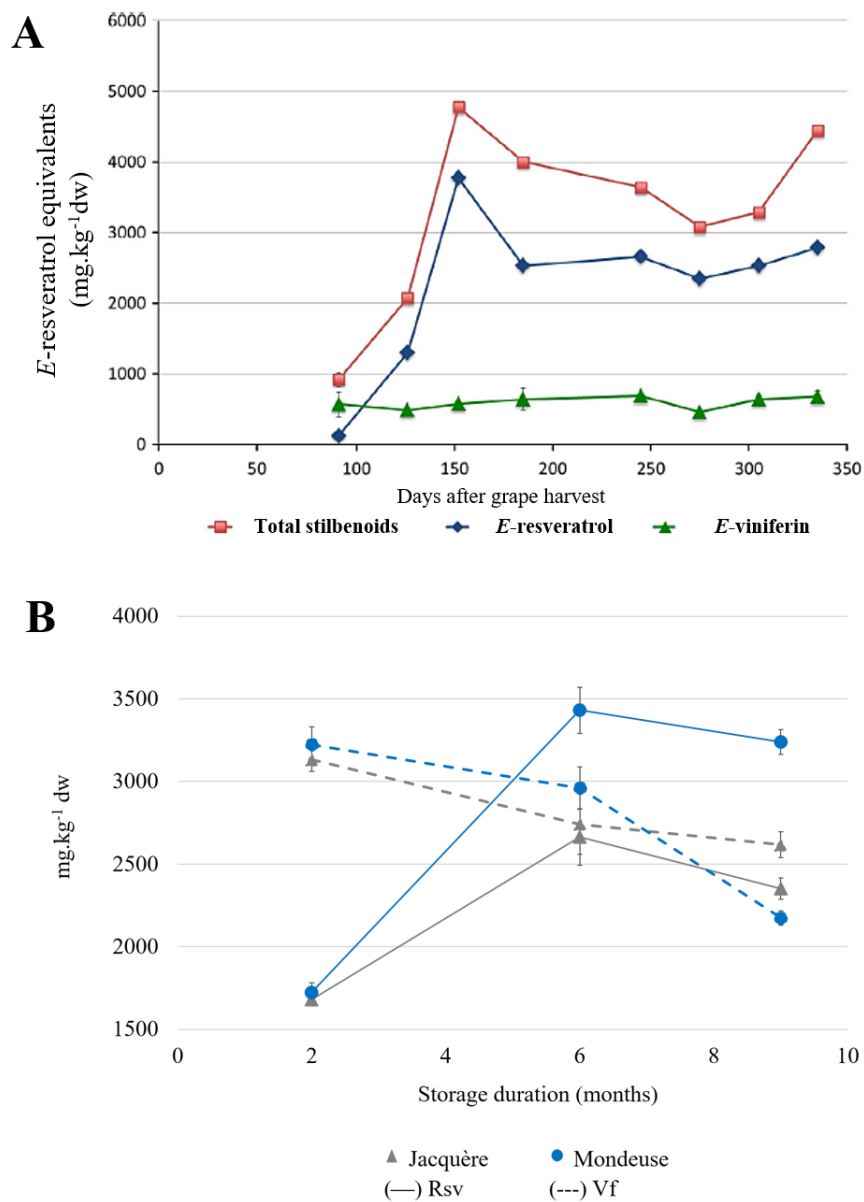 A
6000
5000
4000
3000
2000
1000
0
E-resveratrol equivalents
(mg.kg-1dw)
0 50 100 150 200 250 300 350
Days after grape harvest
Total stilbenoids E-resveratrol E-viniferin
B
4000
3500
3000
2500
2000
1500
mg.kg-1 dw
0 2 4 6 8 10
Storage duration (months)
Jacquère Mondeuse
(—) Rsv (---) Vf